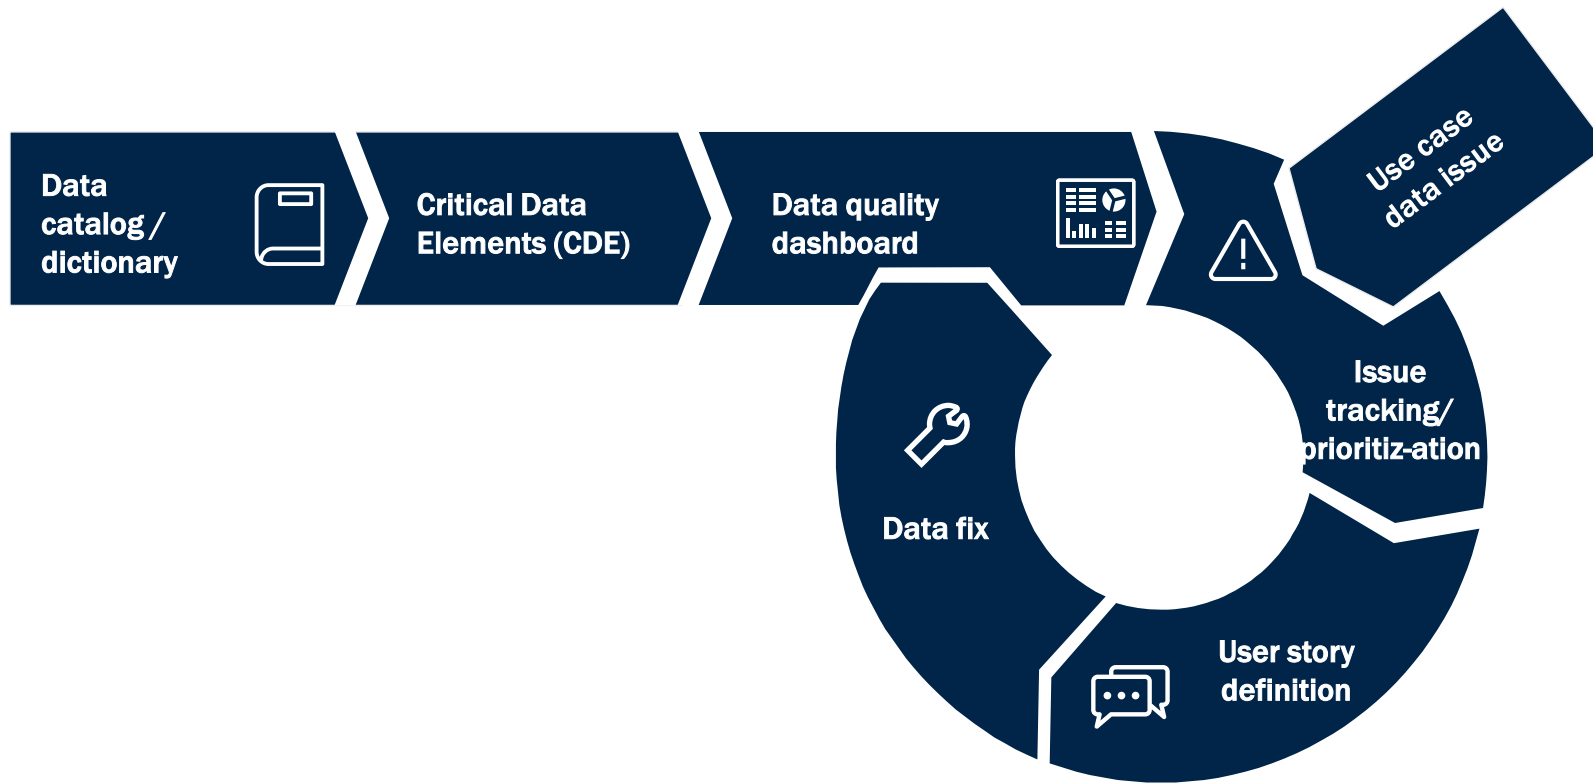 Data
catalog /
dictionary
Critical Data
Elements (CDE)
Data quality
dashboard
Use case
data issue
Issue
tracking/
prioritiz-ation
User story
definition
Data fix